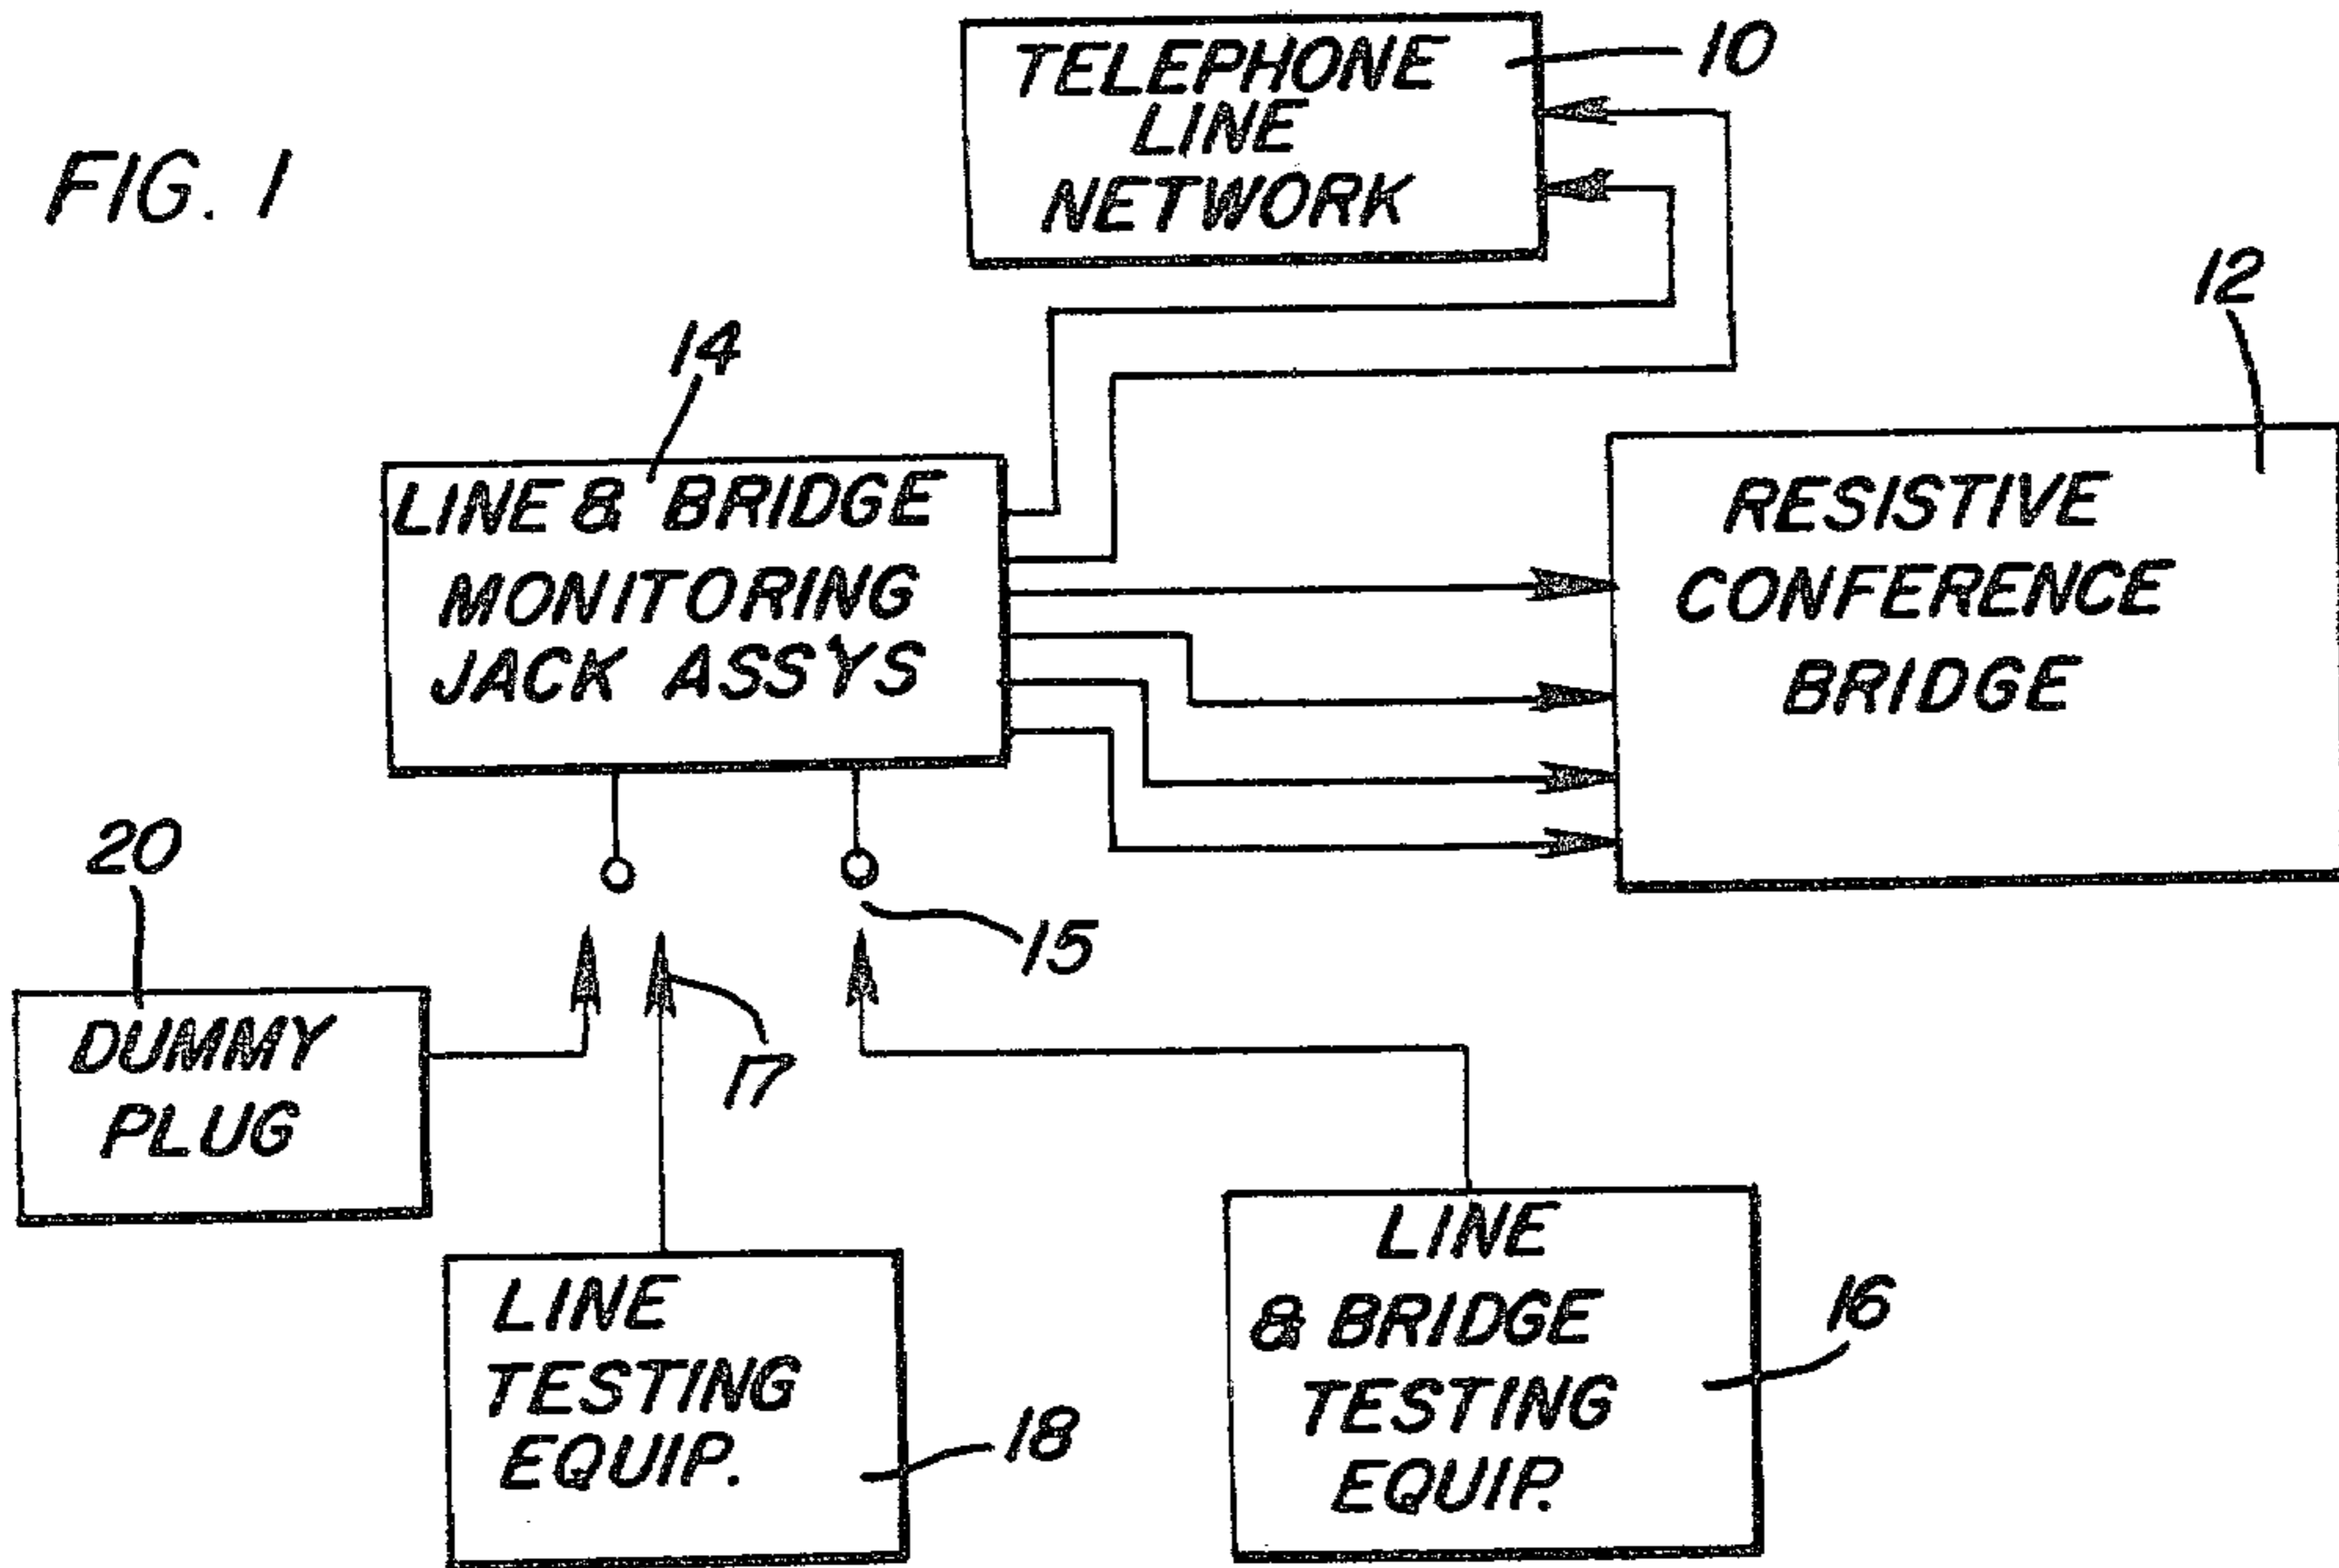 FIG. 1
TELEPHONE
LINE
NETWORK
10
12
14
LINE & BRIDGE
MONITORING
JACK ASSYS
RESISTIVE
CONFERENCE
BRIDGE
20
15
17
DUMMY
PLUG
LINE
TESTING
EQUIP.
18
LINE
& BRIDGE
TESTING
EQUIP.
16